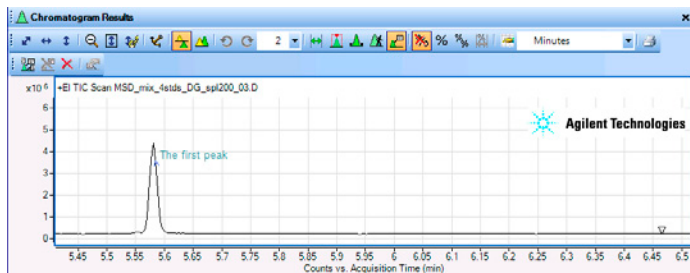 Chromatogram Results
2
% % Minutes
x10 6 +EI TIC Scan MSD_mix_4stds_DG_spl200_03.D
6
Agilent Technologies
5
4
The first peak
3
2
1
0
5.45 5.5 5.55 5.6 5.65 5.7 5.75 5.8 5.85 5.9 5.95 6 6.05 6.1 6.15 6.2 6.25 6.3 6.35 6.4 6.45 6.5
Counts vs. Acquisition Time (min)